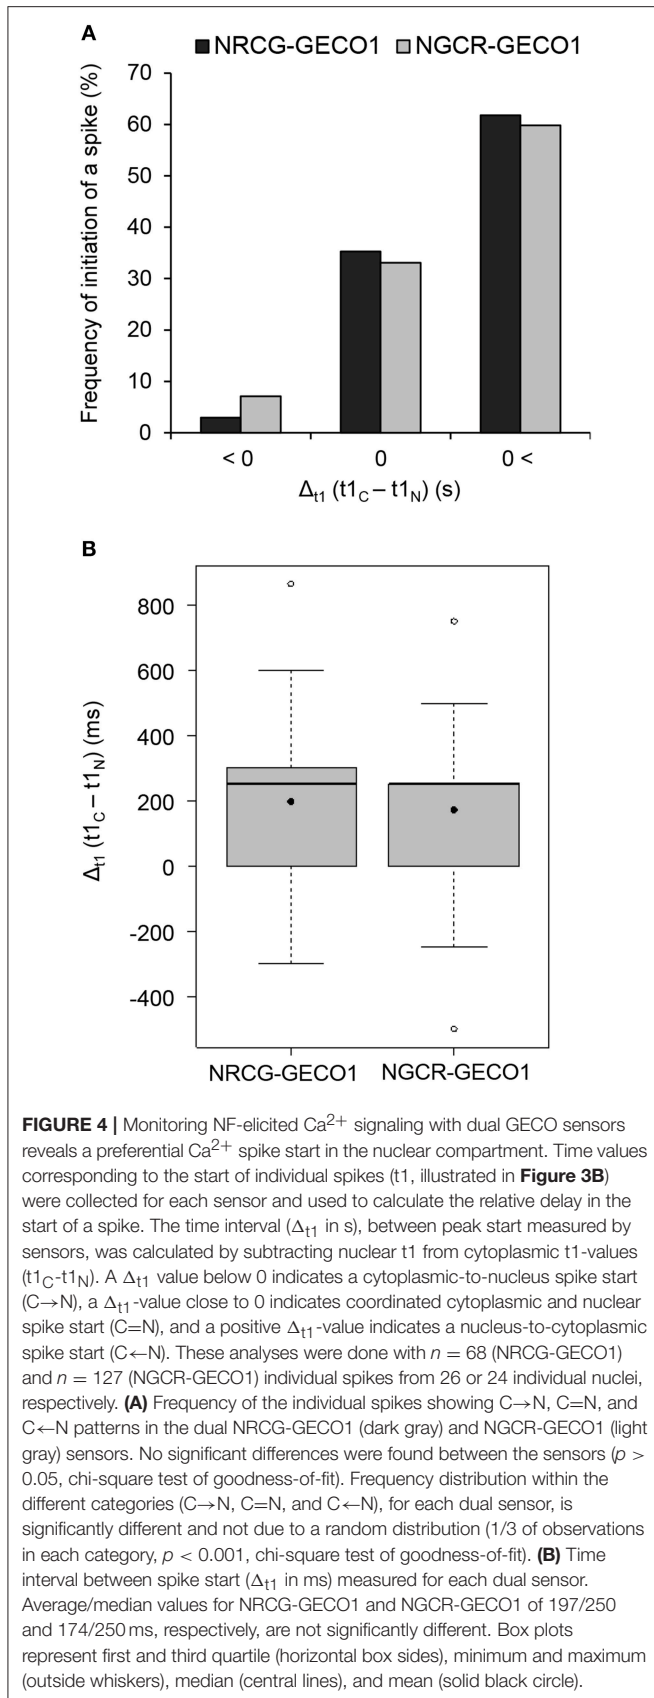 A
NRCG-GECO1 NGCR-GECO1
Frequency of initiation of a spike (%)
70
60
50
40
30
20
10
0
< 0 0 0 <
Δt1 (t1C – t1N) (s)
B
Δt1 (t1C – t1N) (ms)
800
600
400
200
0
-200
-400
NRCG-GECO1 NGCR-GECO1
FIGURE 4 | Monitoring NF-elicited Ca2+ signaling with dual GECO sensors
reveals a preferential Ca2+ spike start in the nuclear compartment. Time values
corresponding to the start of individual spikes (t1, illustrated in Figure 3B)
were collected for each sensor and used to calculate the relative delay in the
start of a spike. The time interval (Δt1 in s), between peak start measured by
sensors, was calculated by subtracting nuclear t1 from cytoplasmic t1-values
(t1C-t1N). A Δt1 value below 0 indicates a cytoplasmic-to-nucleus spike start
(C→N), a Δt1-value close to 0 indicates coordinated cytoplasmic and nuclear
spike start (C=N), and a positive Δt1-value indicates a nucleus-to-cytoplasmic
spike start (C←N). These analyses were done with n = 68 (NRCG-GECO1)
and n = 127 (NGCR-GECO1) individual spikes from 26 or 24 individual nuclei,
respectively. (A) Frequency of the individual spikes showing C→N, C=N, and
C←N patterns in the dual NRCG-GECO1 (dark gray) and NGCR-GECO1 (light
gray) sensors. No significant differences were found between the sensors (p >
0.05, chi-square test of goodness-of-fit). Frequency distribution within the
different categories (C→N, C=N, and C←N), for each dual sensor, is
significantly different and not due to a random distribution (1/3 of observations
in each category, p < 0.001, chi-square test of goodness-of-fit). (B) Time
interval between spike start (Δt1 in ms) measured for each dual sensor.
Average/median values for NRCG-GECO1 and NGCR-GECO1 of 197/250
and 174/250 ms, respectively, are not significantly different. Box plots
represent first and third quartile (horizontal box sides), minimum and maximum
(outside whiskers), median (central lines), and mean (solid black circle).